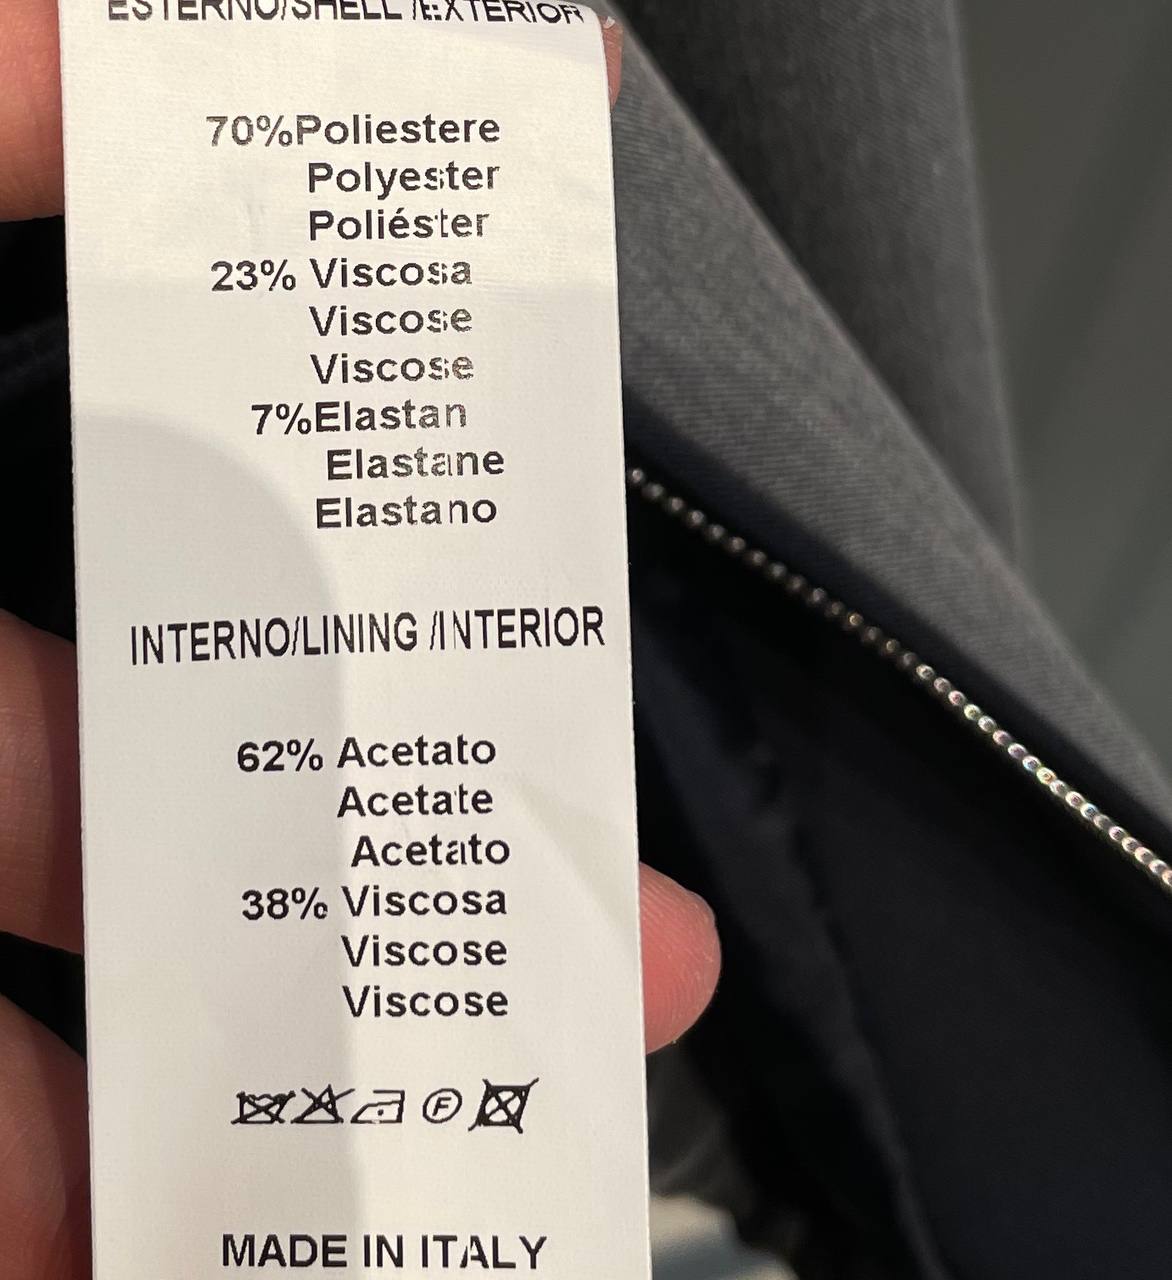 ESTERNO/SHELL /EXTERIOR
70%Poliestere
Polyester
Poliéster
23% Viscosa
Viscose
Viscose
7%Elastan
Elastane
Elastano
INTERNO/LINING /INTERIOR
62% Acetato
Acetate
Acetato
38% Viscosa
Viscose
Viscose
F
MADE IN ITALY